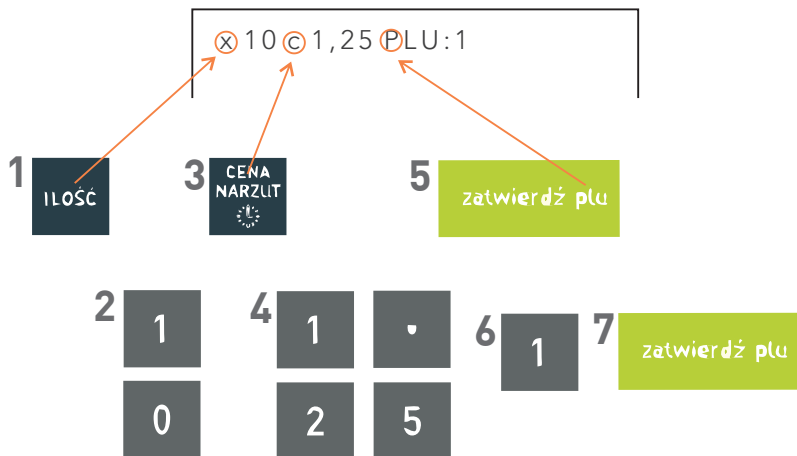 x 10 c 1,25 PLU:1
1 ILOŚĆ
3 CENA NARZUT
5 zatwierdź plu
2 1 0
4 1 . 2 5
6 1
7 zatwierdź plu